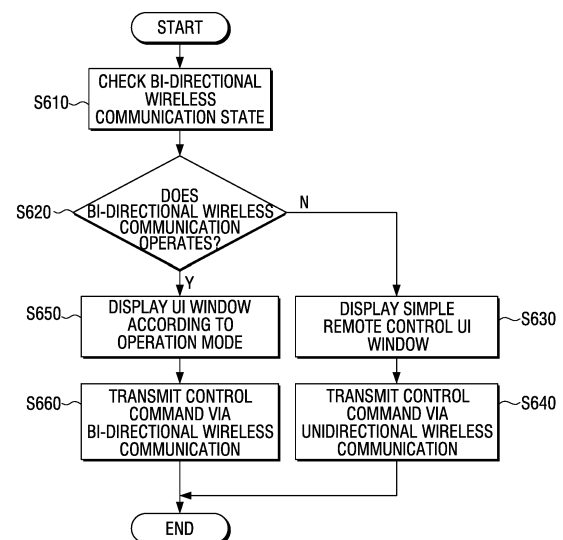 START
CHECK BI-DIRECTIONAL
WIRELESS
COMMUNICATION STATE
S610
DOES
BI-DIRECTIONAL WIRELESS
COMMUNICATION
OPERATES?
S620
N
Y
DISPLAY UI WINDOW
ACCORDING TO
OPERATION MODE
S650
DISPLAY SIMPLE
REMOTE CONTROL UI
WINDOW
S630
TRANSMIT CONTROL
COMMAND VIA
BI-DIRECTIONAL WIRELESS
COMMUNICATION
S660
TRANSMIT CONTROL
COMMAND VIA
UNIDIRECTIONAL WIRELESS
COMMUNICATION
S640
END